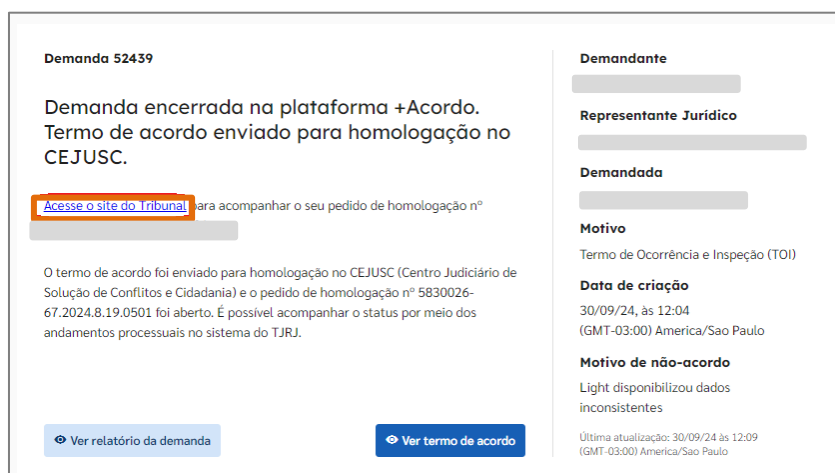 Demanda 52439
Demanda encerrada na plataforma +Acordo.
Termo de acordo enviado para homologação no
CEJUSC.
Acesse o site do Tribunal para acompanhar o seu pedido de homologação nº
O termo de acordo foi enviado para homologação no CEJUSC (Centro Judiciário de
Solução de Conflitos e Cidadania) e o pedido de homologação nº 5830026-
67.2024.8.19.0501 foi aberto. É possível acompanhar o status por meio dos
andamentos processuais no sistema do TJRJ.
Ver relatório da demanda
Ver termo de acordo
Demandante
Representante Jurídico
Demandada
Motivo
Termo de Ocorrência e Inspeção (TOI)
Data de criação
30/09/24, às 12:04
(GMT-03:00) America/Sao Paulo
Motivo de não-acordo
Light disponibilizou dados
inconsistentes
Última atualização: 30/09/24 às 12:09
(GMT-03:00) America/Sao Paulo